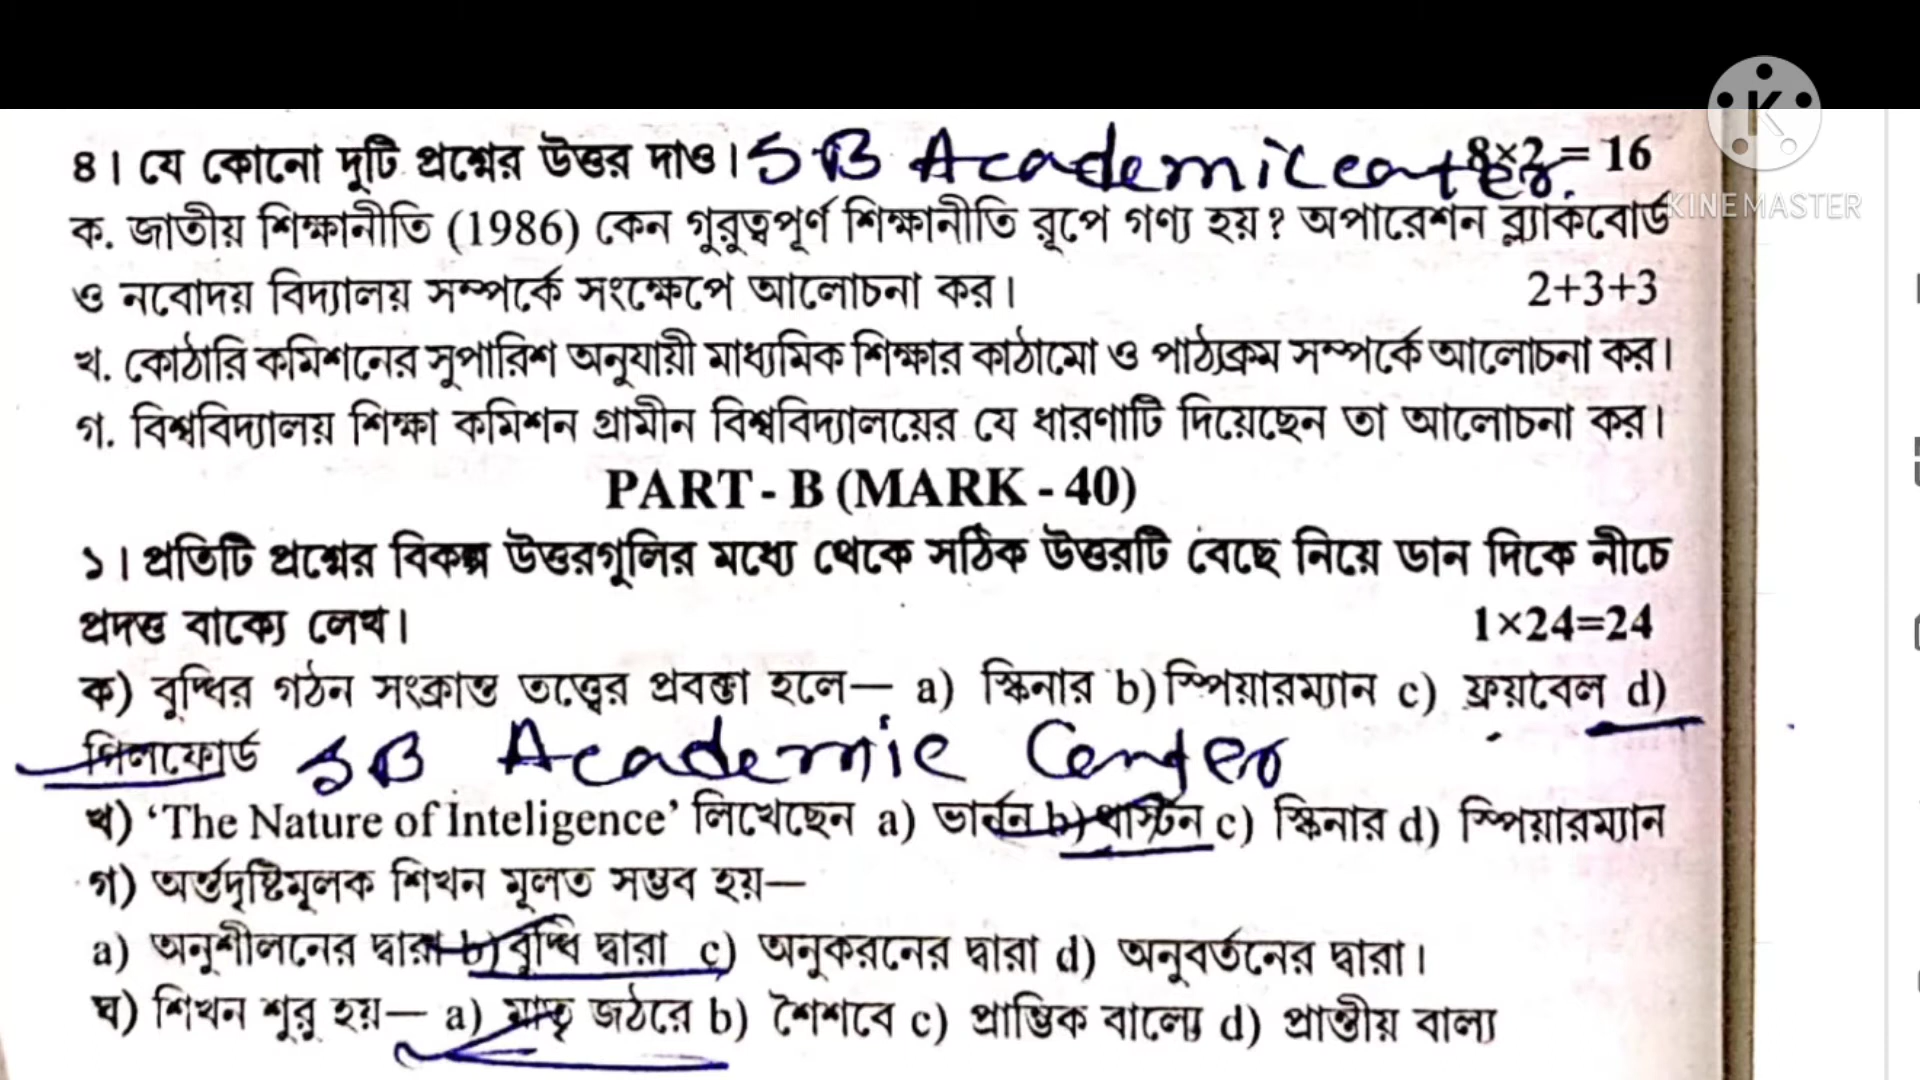 ৪। যে কোনো দুটি প্রশ্নের উত্তর দাও। SB Academic center. 8×2 = 16
KINEMASTER
ক. জাতীয় শিক্ষানীতি (1986) কেন গুরুত্বপূর্ণ শিক্ষানীতি রূপে গণ্য হয়? অপারেশন ব্ল্যাকবোর্ড
ও নবোদয় বিদ্যালয় সম্পর্কে সংক্ষেপে আলোচনা কর। 2+3+3
খ. কোঠারি কমিশনের সুপারিশ অনুযায়ী মাধ্যমিক শিক্ষার কাঠামো ও পাঠ্যক্রম সম্পর্কে আলোচনা কর।
গ. বিশ্ববিদ্যালয় শিক্ষা কমিশন গ্রামীন বিশ্ববিদ্যালয়ের যে ধারণাটি দিয়েছেন তা আলোচনা কর।
PART - B (MARK - 40)
১। প্রতিটি প্রশ্নের বিকল্প উত্তরগুলির মধ্যে থেকে সঠিক উত্তরটি বেছে নিয়ে ডান দিকে নীচে
প্রদত্ত বাক্যে লেখ। 1×24=24
ক) বুদ্ধির গঠন সংক্রান্ত তত্ত্বের প্রবক্তা হলে— a) স্কিনার b) স্পিয়ারম্যান c) ফ্রয়বেল d)
গিলফোর্ড SB Academic Center
খ) ‘The Nature of Inteligence’ লিখেছেন a) ভার্নন b) থার্স্টন c) স্কিনার d) স্পিয়ারম্যান
গ) অর্ন্তদৃষ্টিমূলক শিখন মূলত সম্ভব হয়—
a) অনুশীলনের দ্বারা b) বুদ্ধি দ্বারা c) অনুকরনের দ্বারা d) অনুবর্তনের দ্বারা।
ঘ) শিখন শুরু হয়— a) মাতৃ জঠরে b) শৈশবে c) প্রান্তিক বাল্যে d) প্রান্তীয় বাল্য